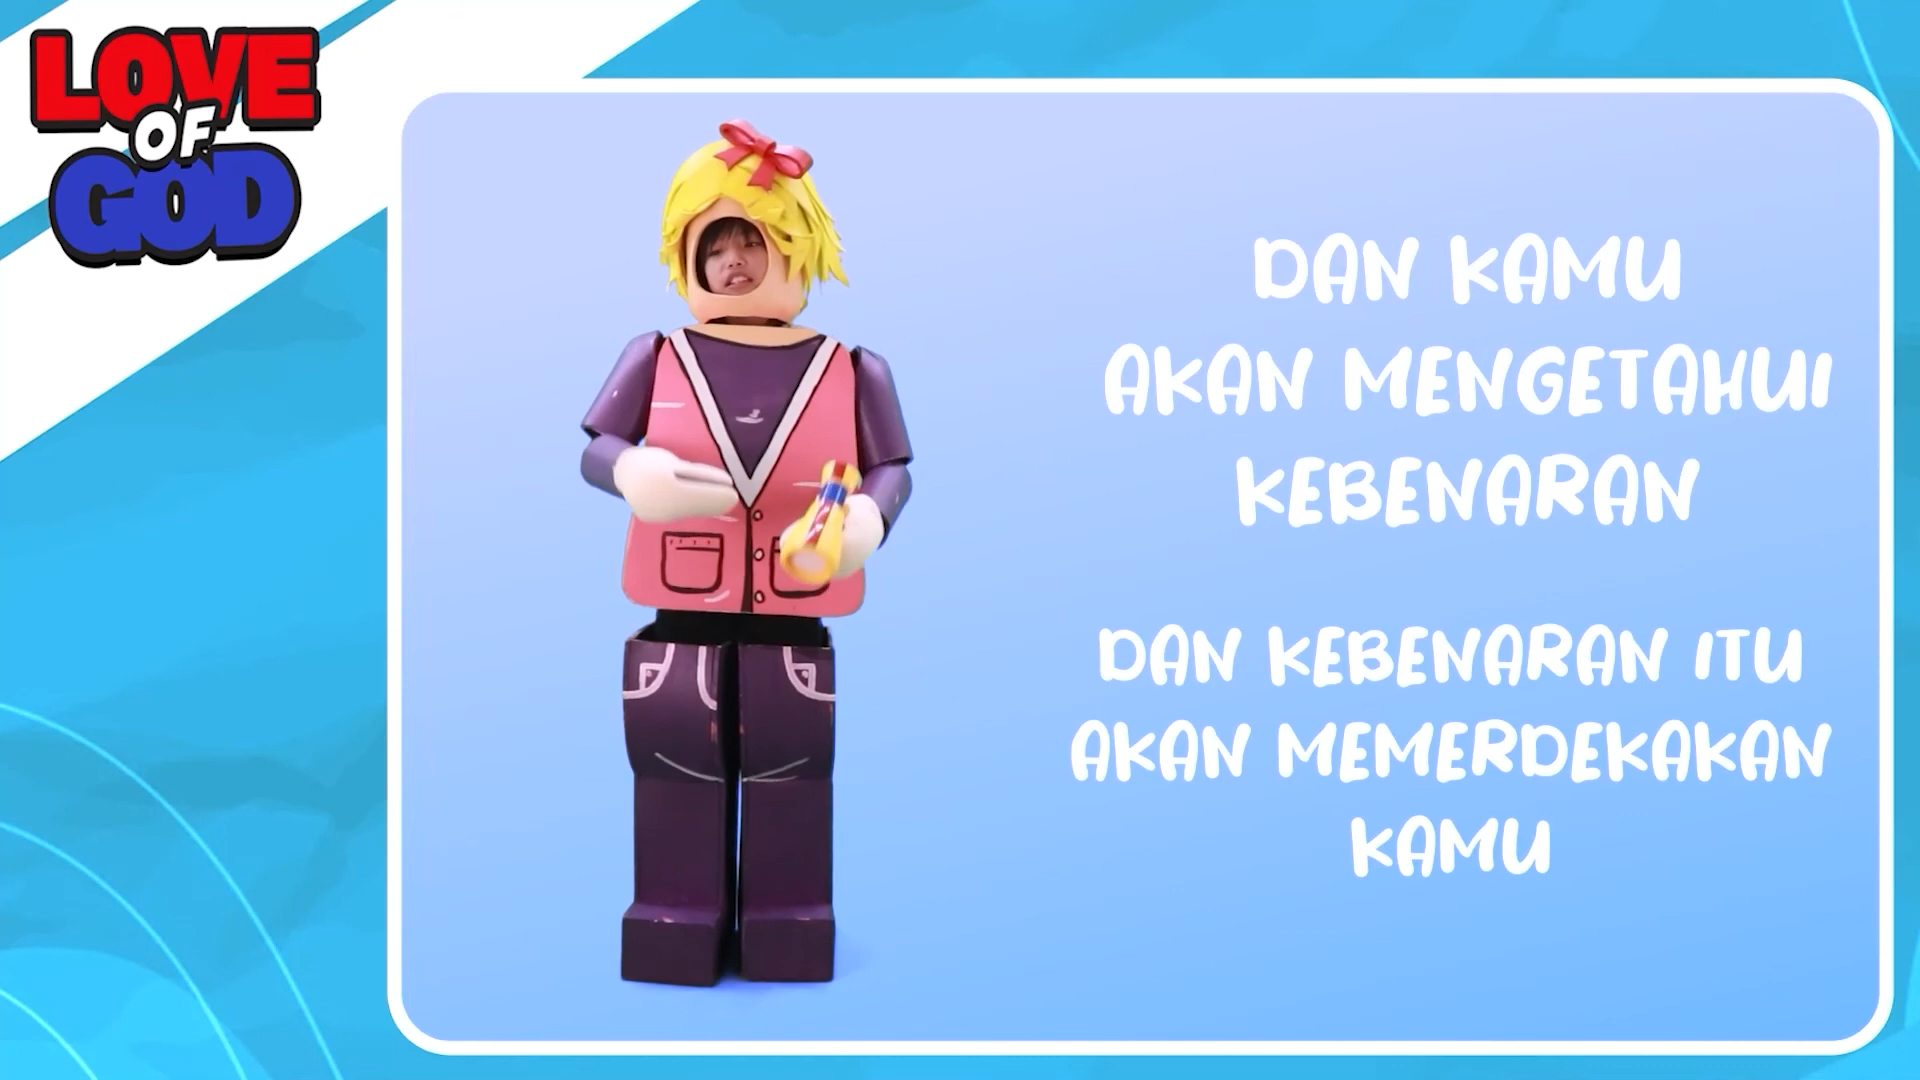 LOVE
OF
GOD
DAN KAMU
AKAN MENGETAHUI
KEBENARAN
DAN KEBENARAN ITU
AKAN MEMERDEKAKAN
KAMU